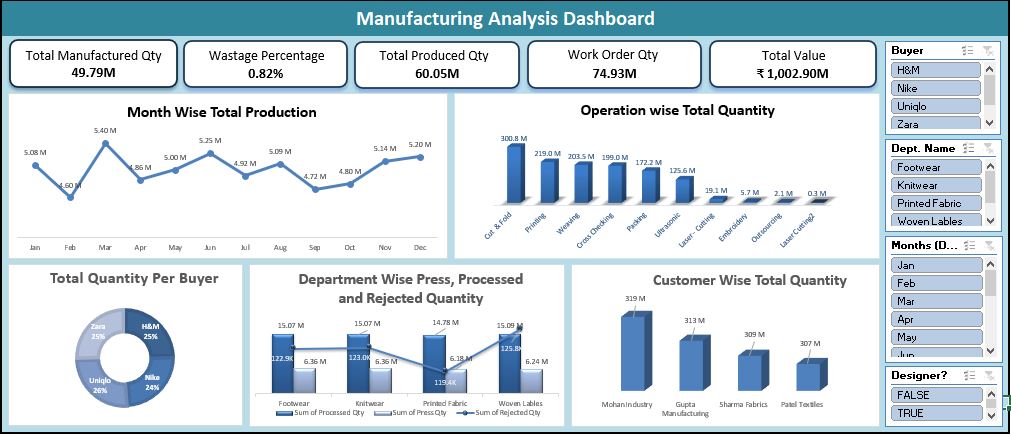 Manufacturing Analysis Dashboard
Total Manufactured Qty
49.79M
Wastage Percentage
0.82%
Total Produced Qty
60.05M
Work Order Qty
74.93M
Total Value
₹ 1,002.90M
Month Wise Total Production
5.08 M
4.60 M
5.40 M
4.86 M
5.00 M
5.25 M
4.92 M
5.09 M
4.72 M
4.80 M
5.14 M
5.20 M
Jan Feb Mar Apr May Jun Jul Aug Sep Oct Nov Dec
Operation wise Total Quantity
300.8 M
219.0 M
203.5 M
199.0 M
172.2 M
125.6 M
19.1 M
5.7 M
2.1 M
0.3 M
Cut & Fold
Printing
Weaving
Cross Checking
Packing
Ultrasonic
Laser- Cutting
Embroidery
Outsourcing
Laser Cutting2
Total Quantity Per Buyer
Zara
25%
H&M
25%
Uniqlo
26%
Nike
24%
Department Wise Press, Processed
and Rejected Quantity
15.07 M
15.07 M
14.78 M
15.09 M
122.9K
6.36 M
123.0K
6.36 M
119.4K
6.18 M
125.8K
6.24 M
Footwear Knitwear Printed Fabric Woven Lables
Sum of Processed Qty Sum of Press Qty Sum of Rejected Qty
Customer Wise Total Quantity
319 M
313 M
309 M
307 M
Mohan Industry
Gupta
Manufacturing
Sharma Fabrics
Patel Textiles
Buyer
H&M
Nike
Uniqlo
Zara
Dept. Name
Footwear
Knitwear
Printed Fabric
Woven Lables
Months (D...
Jan
Feb
Mar
Apr
May
Jun
Designer?
FALSE
TRUE